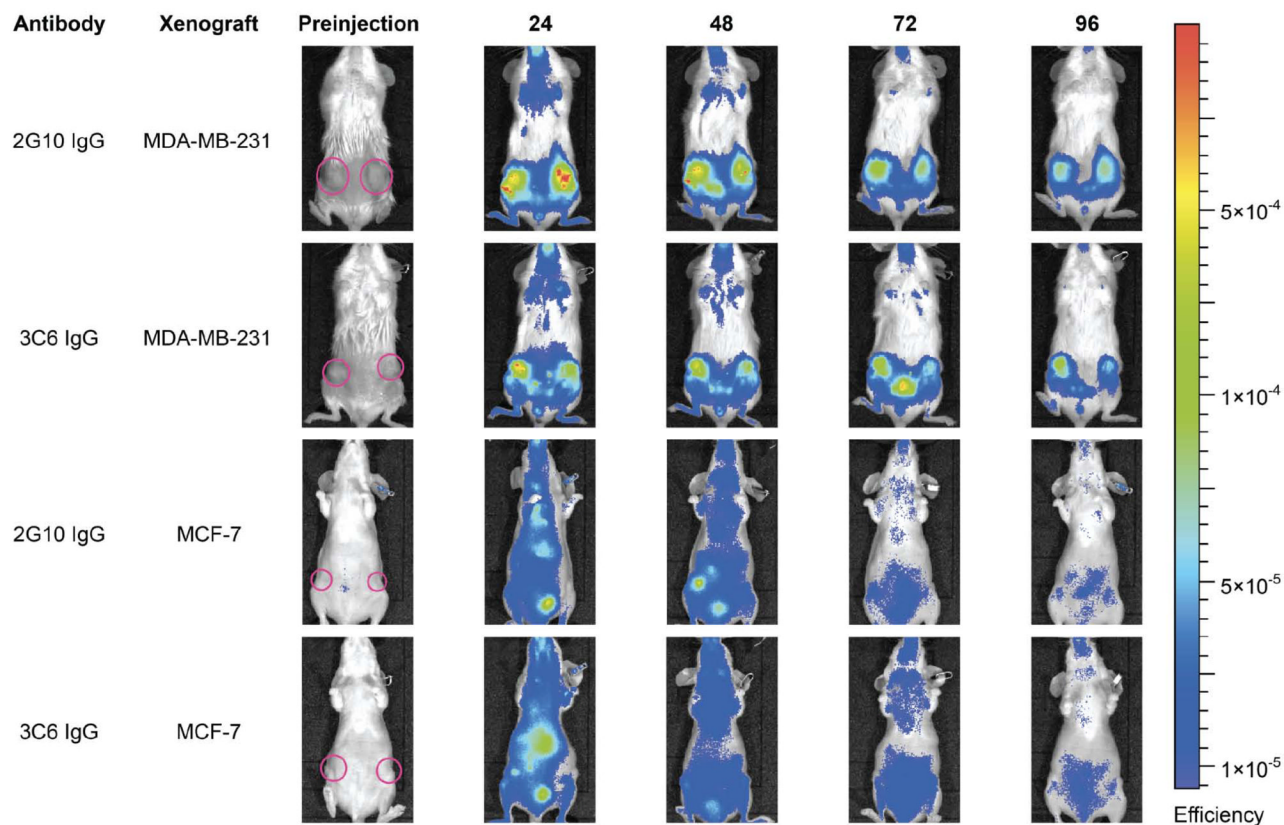 Antibody Xenograft Preinjection 24 48 72 96
2G10 IgG MDA-MB-231
5×10⁻⁴
3C6 IgG MDA-MB-231
1×10⁻⁴
2G10 IgG MCF-7
5×10⁻⁵
3C6 IgG MCF-7
1×10⁻⁵
Efficiency